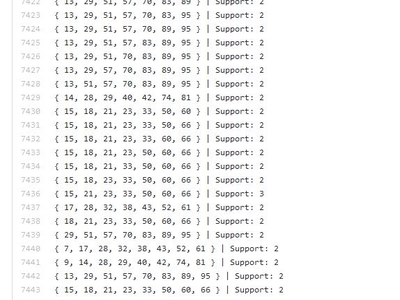 7422 { 13, 29, 51, 57, 70, 83, 89 } | Support: 2
7423 { 13, 29, 51, 57, 70, 83, 95 } | Support: 2
7424 { 13, 29, 51, 57, 70, 89, 95 } | Support: 2
7425 { 13, 29, 51, 57, 83, 89, 95 } | Support: 2
7426 { 13, 29, 51, 70, 83, 89, 95 } | Support: 2
7427 { 13, 29, 57, 70, 83, 89, 95 } | Support: 2
7428 { 13, 51, 57, 70, 83, 89, 95 } | Support: 2
7429 { 14, 28, 29, 40, 42, 74, 81 } | Support: 2
7430 { 15, 18, 21, 23, 33, 50, 60 } | Support: 2
7431 { 15, 18, 21, 23, 33, 50, 66 } | Support: 2
7432 { 15, 18, 21, 23, 33, 60, 66 } | Support: 2
7433 { 15, 18, 21, 23, 50, 60, 66 } | Support: 2
7434 { 15, 18, 21, 33, 50, 60, 66 } | Support: 2
7435 { 15, 18, 23, 33, 50, 60, 66 } | Support: 2
7436 { 15, 21, 23, 33, 50, 60, 66 } | Support: 3
7437 { 17, 28, 32, 38, 43, 52, 61 } | Support: 2
7438 { 18, 21, 23, 33, 50, 60, 66 } | Support: 2
7439 { 29, 51, 57, 70, 83, 89, 95 } | Support: 2
7440 { 7, 17, 28, 32, 38, 43, 52, 61 } | Support: 2
7441 { 9, 14, 28, 29, 40, 42, 74, 81 } | Support: 2
7442 { 13, 29, 51, 57, 70, 83, 89, 95 } | Support: 2
7443 { 15, 18, 21, 23, 33, 50, 60, 66 } | Support: 2